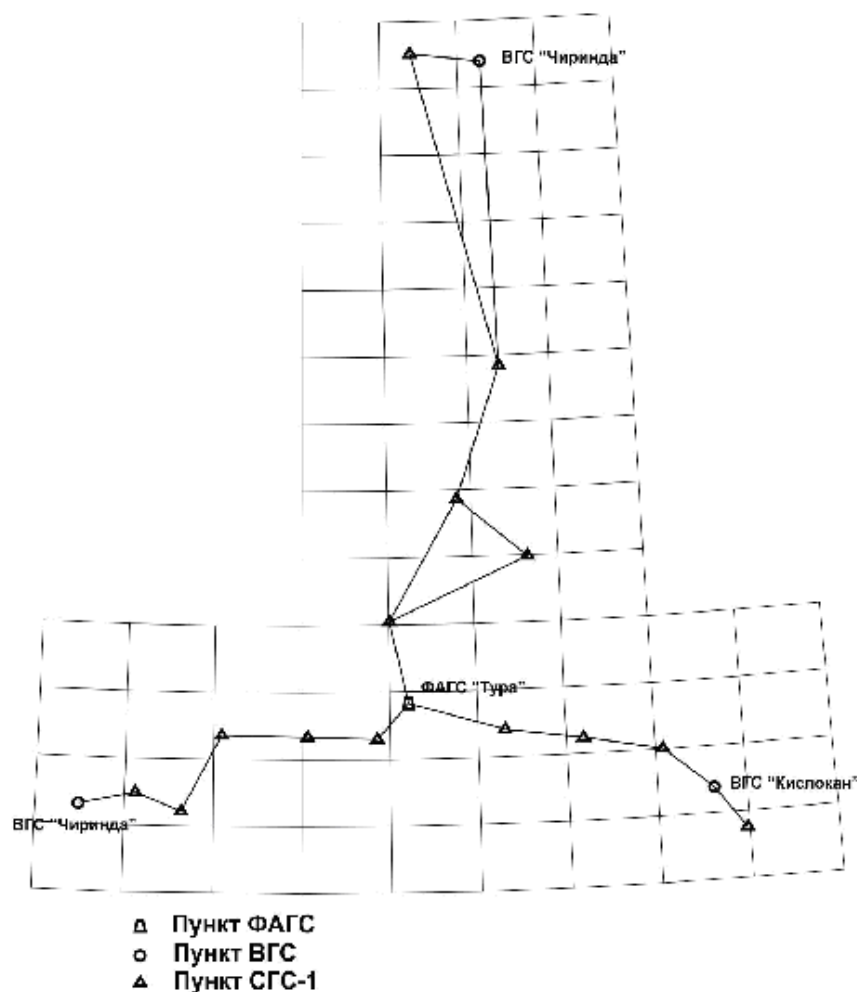 ВГС "Чиринда"
ФАГС "Тура"
ВГС "Кислокан"
ВГС "Чиринда"
Пункт ФАГС
Пункт ВГС
Пункт СГС-1